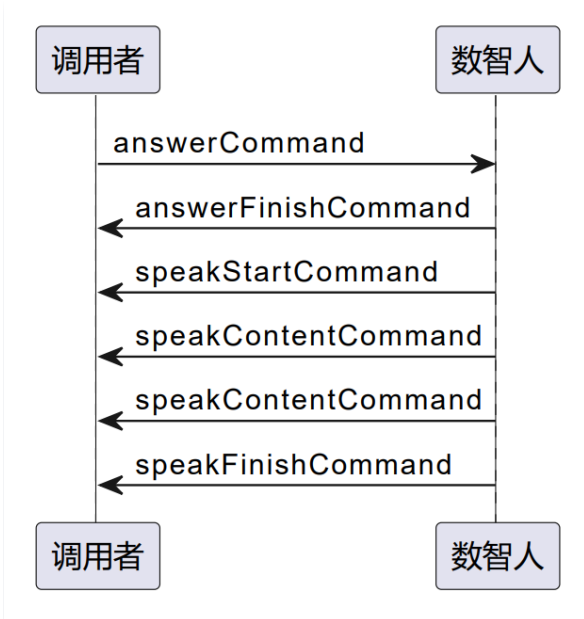 调用者 数智人
answerCommand
answerFinishCommand
speakStartCommand
speakContentCommand
speakContentCommand
speakFinishCommand
调用者 数智人